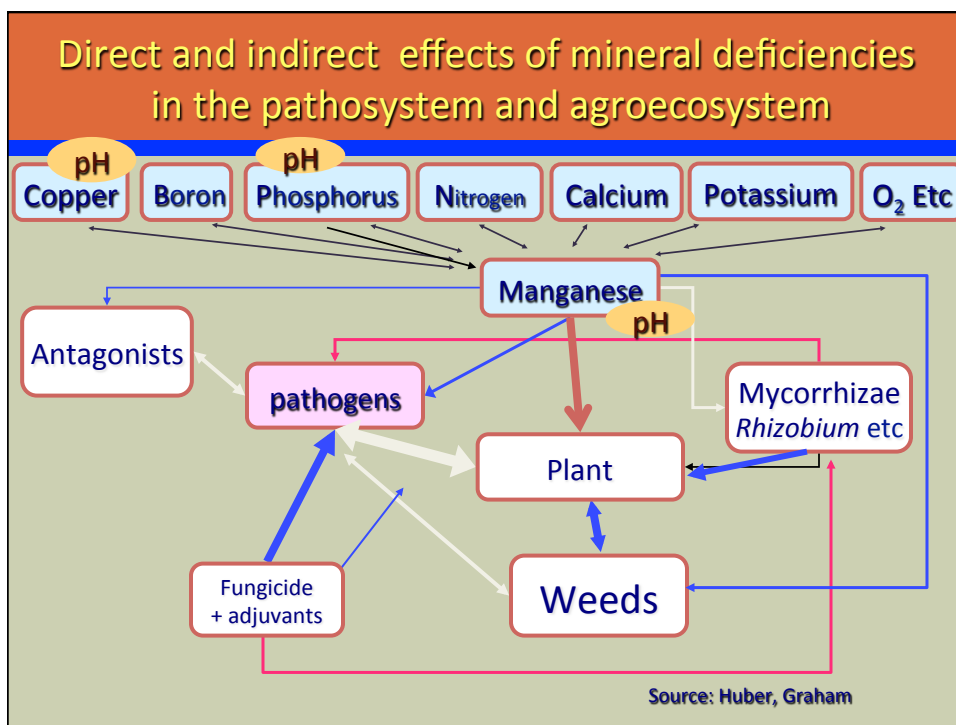 Direct and indirect effects of mineral deficiencies
in the pathosystem and agroecosystem
pH
pH
Copper
Boron
Phosphorus
Nitrogen
Calcium
Potassium
O₂ Etc
Manganese
pH
Antagonists
pathogens
Mycorrhizae
Rhizobium etc
Plant
Fungicide
+ adjuvants
Weeds
Source: Huber, Graham